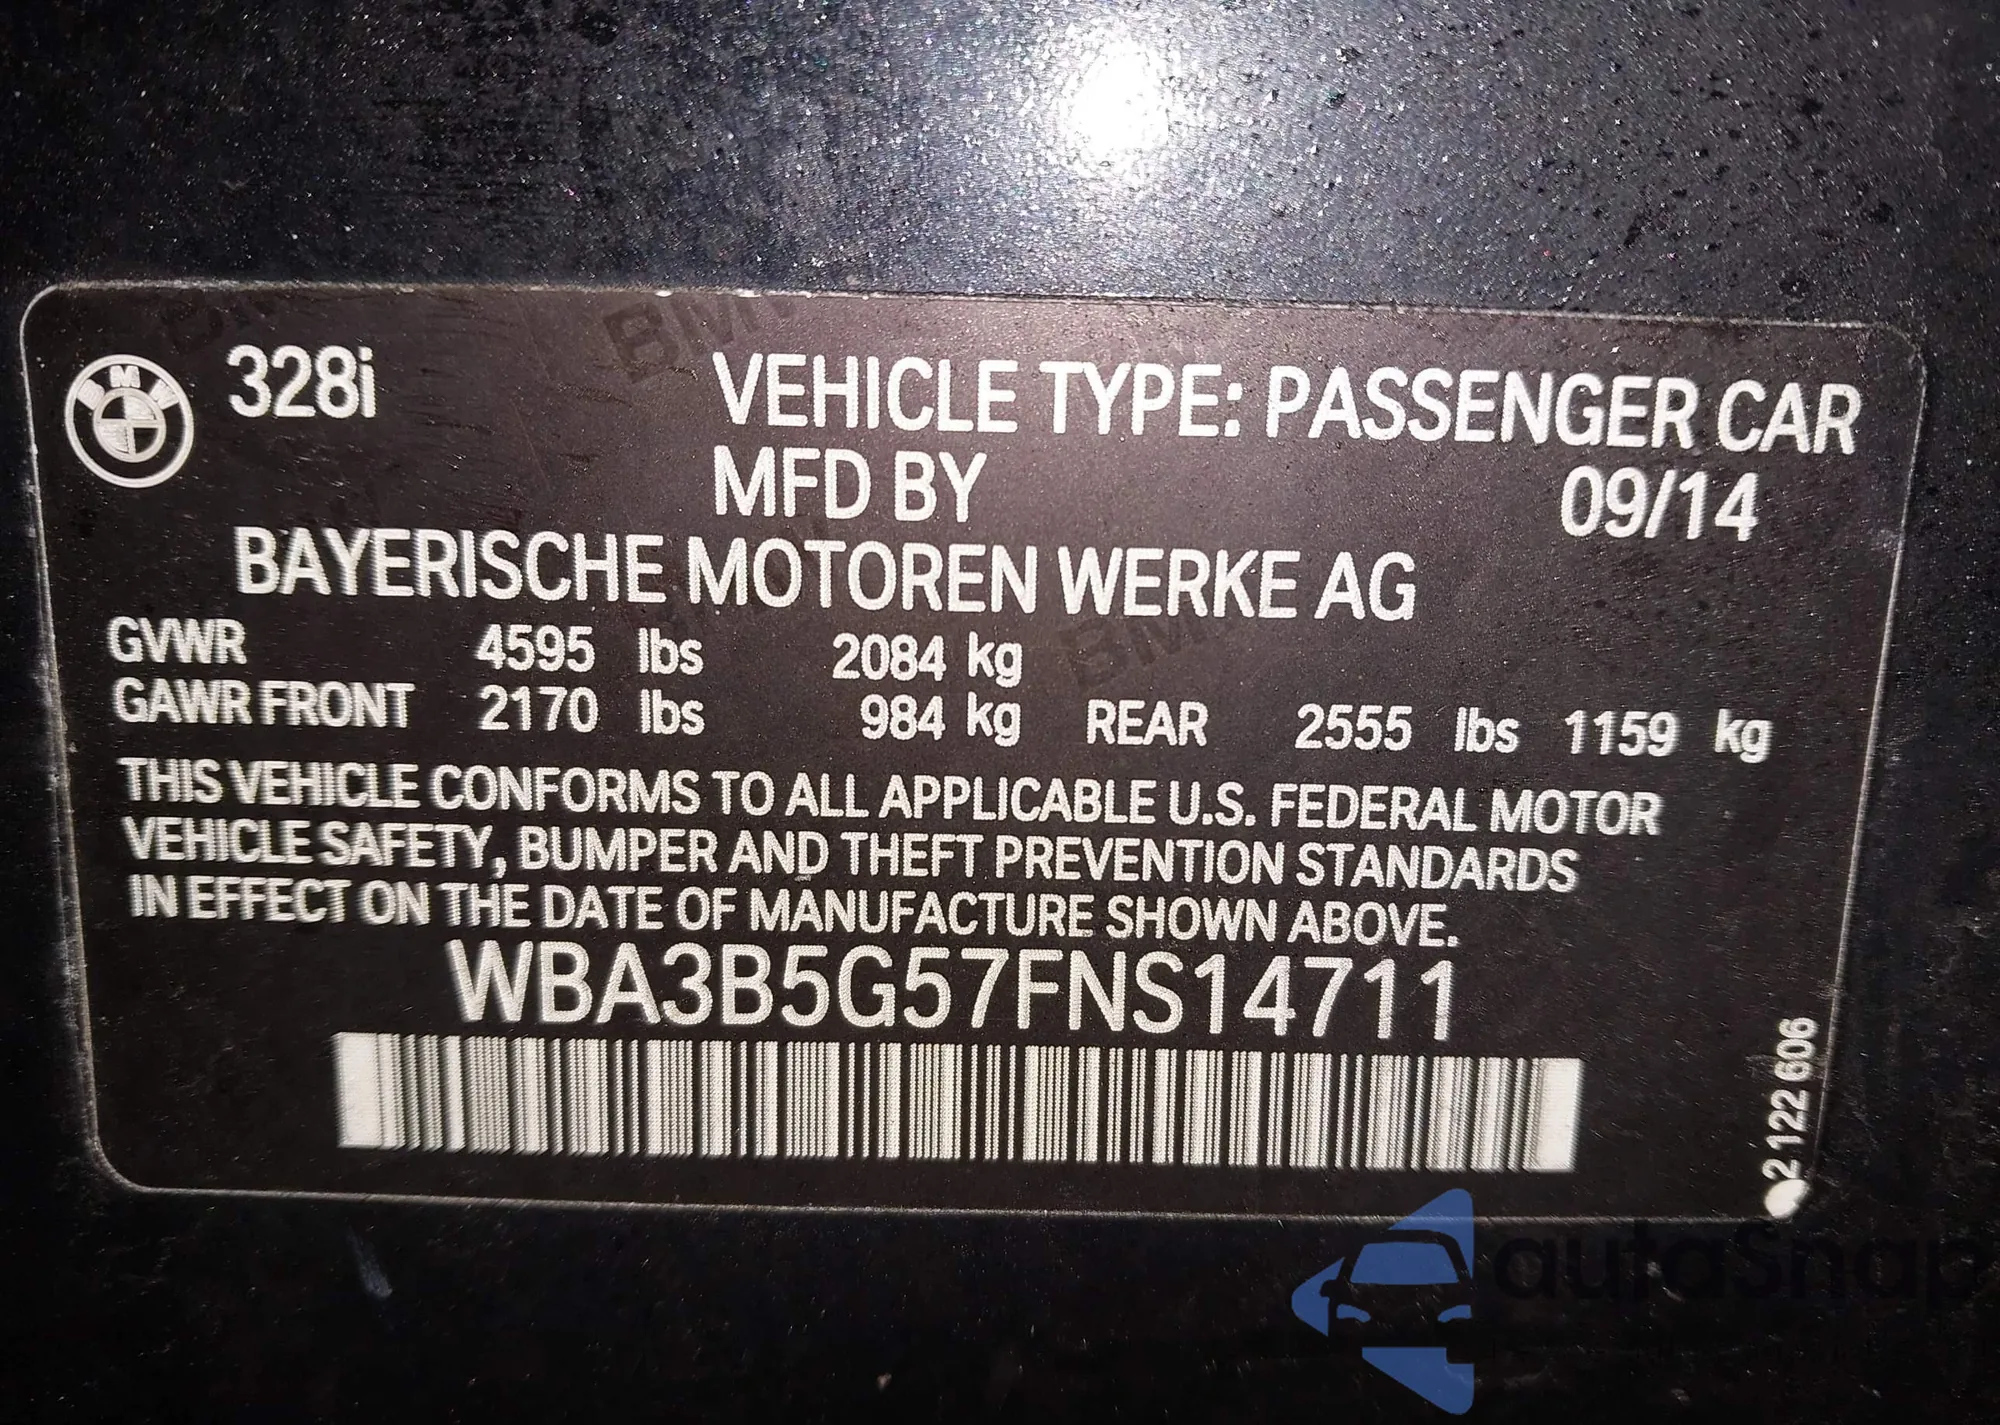 BMW 328i VEHICLE TYPE: PASSENGER CAR
MFD BY 09/14
BAYERISCHE MOTOREN WERKE AG
GVWR 4595 lbs 2084 kg
GAWR FRONT 2170 lbs 984 kg REAR 2555 lbs 1159 kg
THIS VEHICLE CONFORMS TO ALL APPLICABLE U.S. FEDERAL MOTOR
VEHICLE SAFETY, BUMPER AND THEFT PREVENTION STANDARDS
IN EFFECT ON THE DATE OF MANUFACTURE SHOWN ABOVE.
WBA3B5G57FNS14711
2 122 606
autoSnap